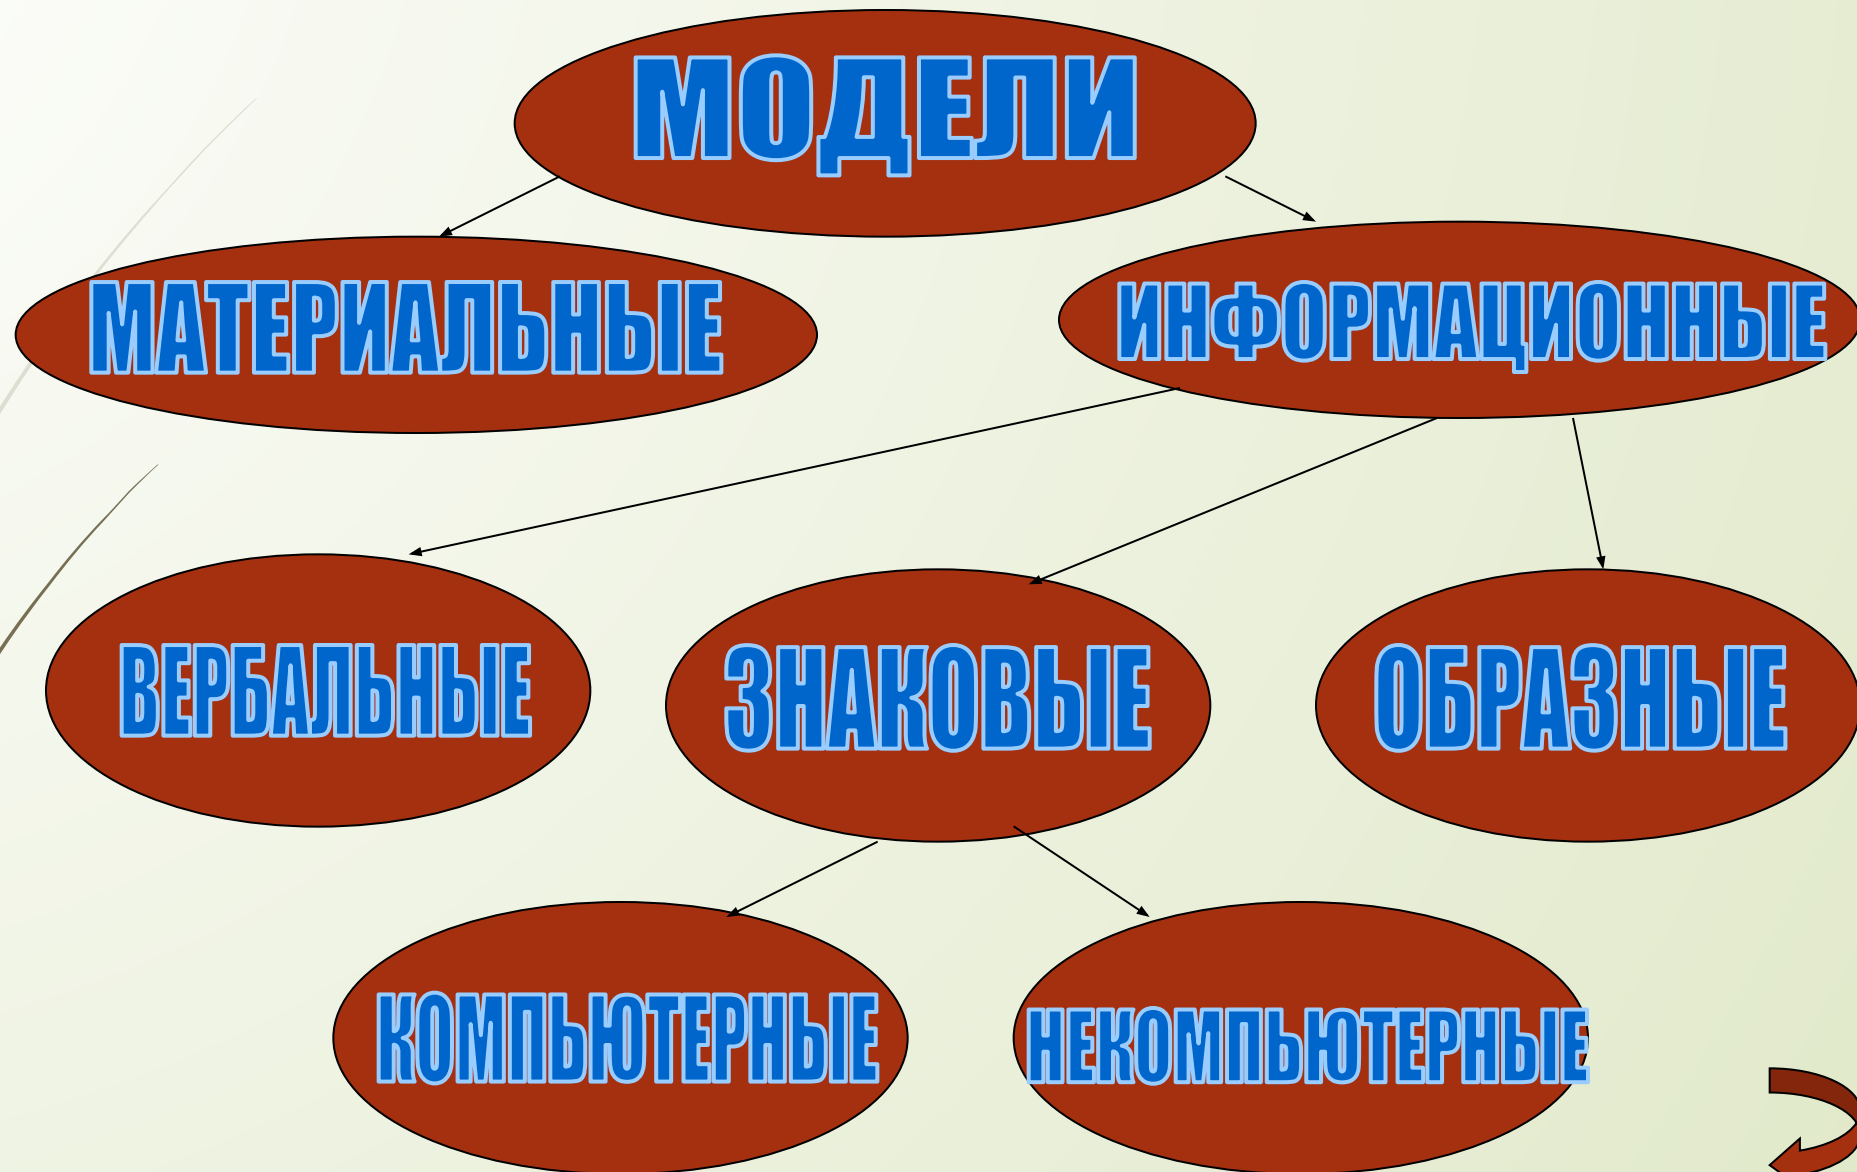 МОДЕЛИ
МАТЕРИАЛЬНЫЕ
ИНФОРМАЦИОННЫЕ
ВЕРБАЛЬНЫЕ
ЗНАКОВЫЕ
ОБРАЗНЫЕ
КОМПЬЮТЕРНЫЕ
НЕКОМПЬЮТЕРНЫЕ